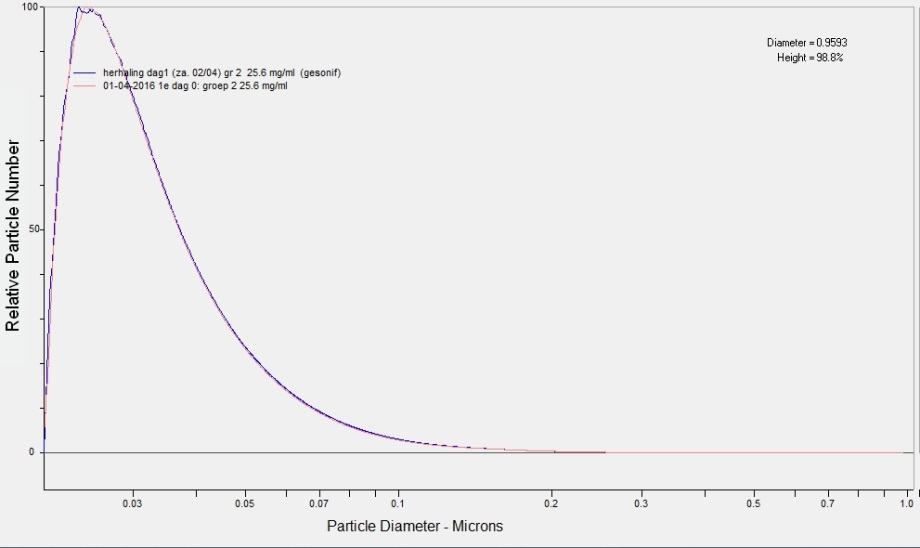 100
Diameter = 0.9593
Height = 98.8%
herhaling dag1 (za. 02/04) gr 2 25.6 mg/ml (gesonif)
01-04-2016 1e dag 0: groep 2 25.6 mg/ml
Relative Particle Number
50
0
0.03 0.05 0.07 0.1 0.2 0.3 0.5 0.7 1.0
Particle Diameter - Microns